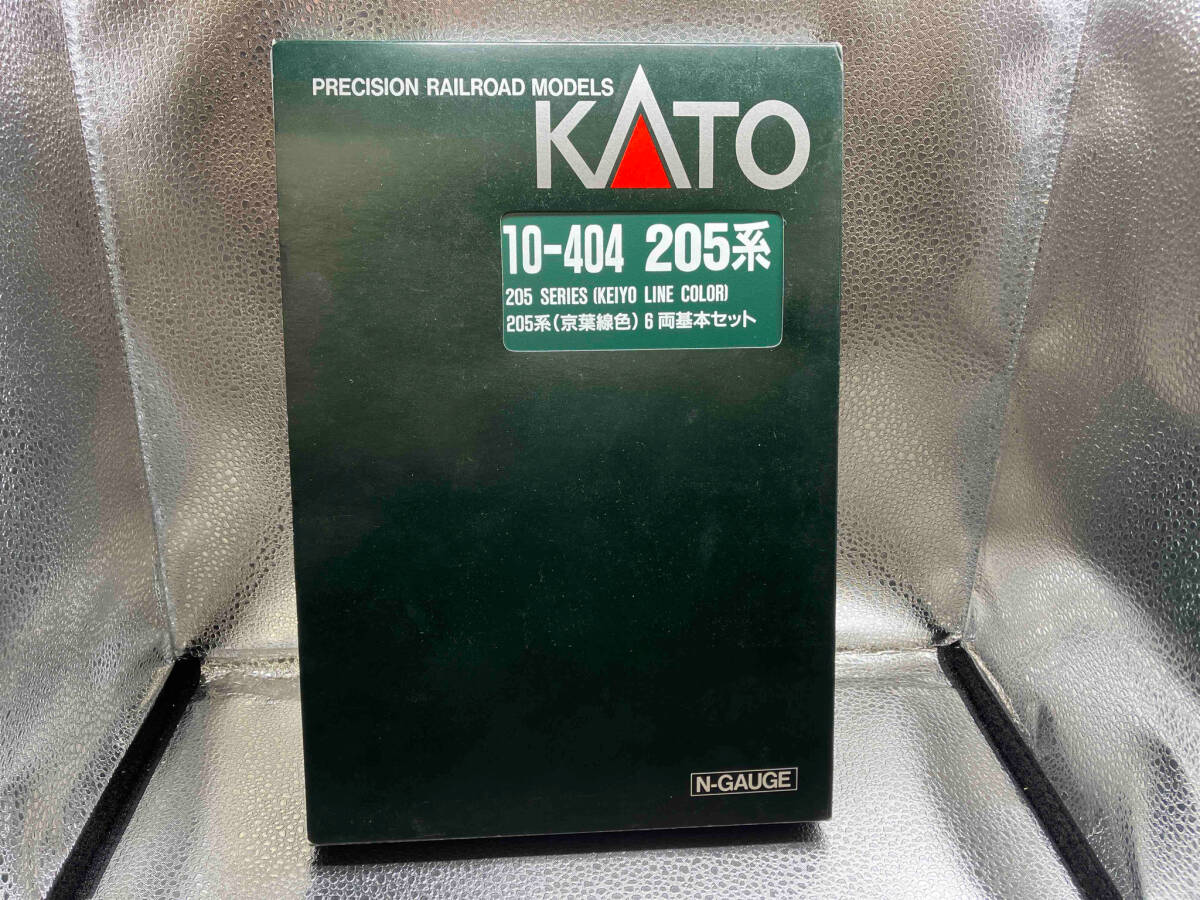 PRECISION RAILROAD MODELS
KATO
10-404 205系
205 SERIES (KEIYO LINE COLOR)
205系(京葉線色)6両基本セット
N-GAUGE